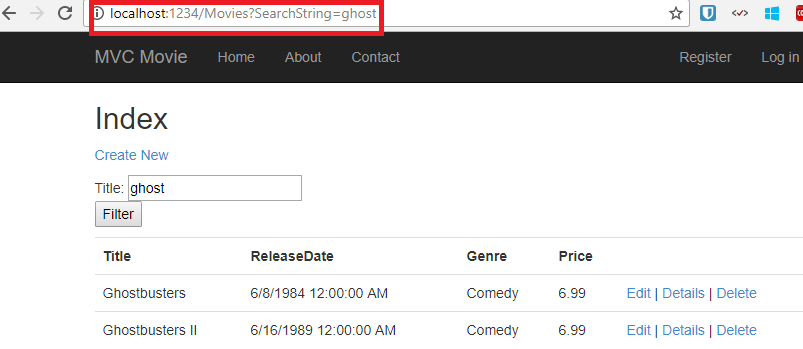 localhost:1234/Movies?SearchString=ghost
MVC Movie Home About Contact Register Log in
Index
Create New
Title: ghost
Filter
Title ReleaseDate Genre Price
Ghostbusters 6/8/1984 12:00:00 AM Comedy 6.99 Edit | Details | Delete
Ghostbusters II 6/16/1989 12:00:00 AM Comedy 6.99 Edit | Details | Delete